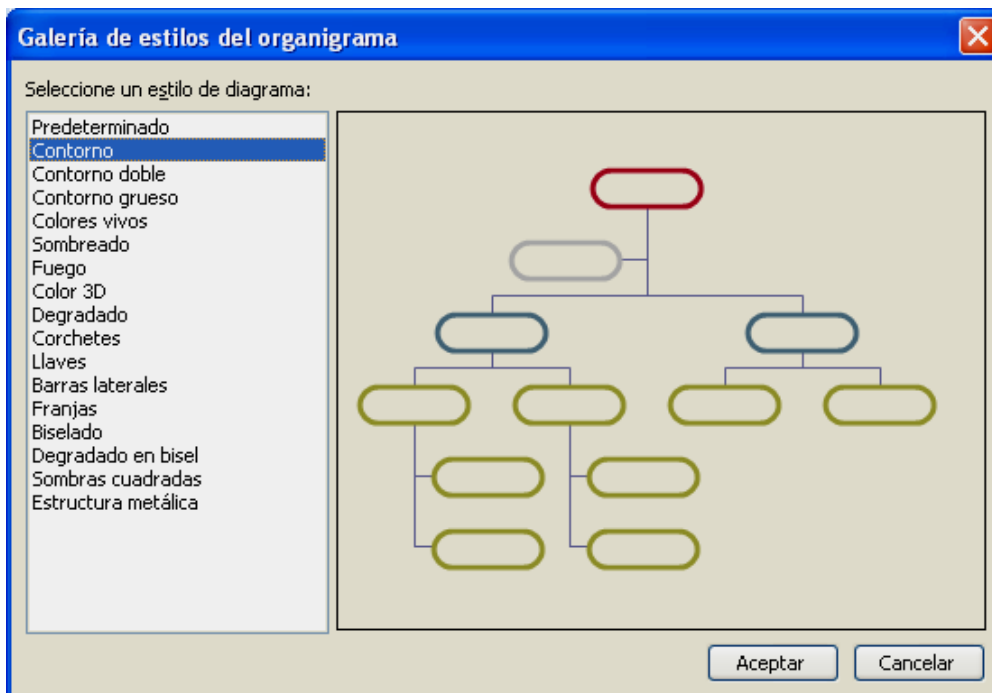 Galería de estilos del organigrama
Seleccione un estilo de diagrama:
Predeterminado
Contorno
Contorno doble
Contorno grueso
Colores vivos
Sombreado
Fuego
Color 3D
Degradado
Corchetes
Llaves
Barras laterales
Franjas
Biselado
Degradado en bisel
Sombras cuadradas
Estructura metálica
Aceptar
Cancelar